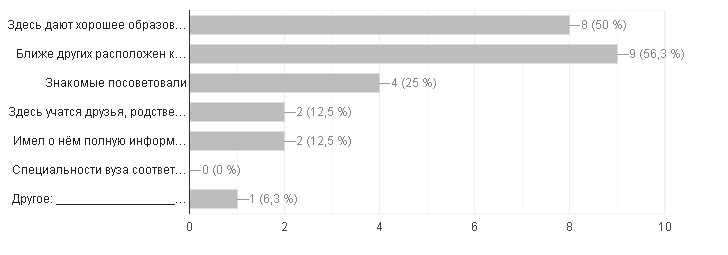 Здесь дают хорошее образов… 8 (50 %)
Ближе других расположен к… 9 (56,3 %)
Знакомые посоветовали 4 (25 %)
Здесь учатся друзья, родстве… 2 (12,5 %)
Имел о нём полную информ… 2 (12,5 %)
Специальности вуза соответ… 0 (0 %)
Другое: __________________… 1 (6,3 %)
0 2 4 6 8 10